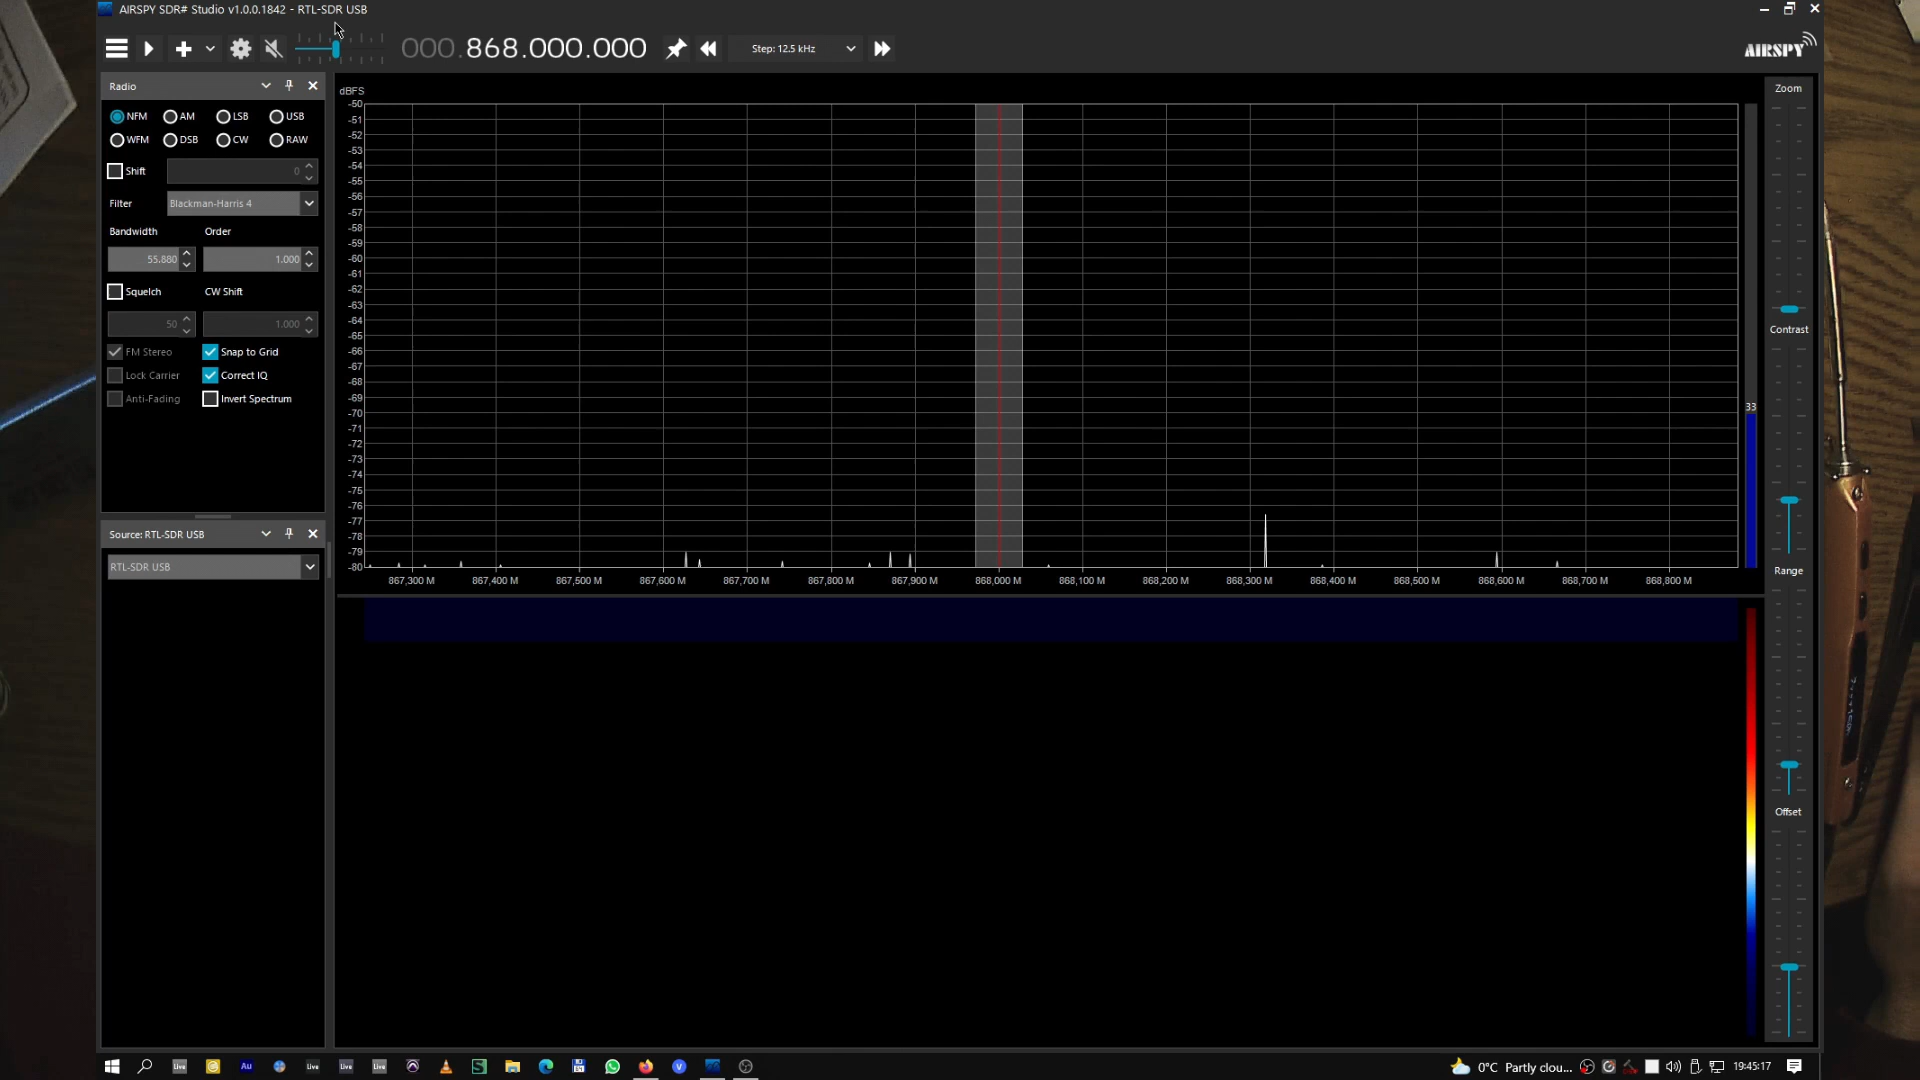 AIRSPY SDR# Studio v1.0.0.1842 - RTL-SDR USB
000.868.000.000
Step: 12.5 kHz
AIRSPY
Radio
NFM AM LSB USB
WFM DSB CW RAW
Shift 0
Filter Blackman-Harris 4
Bandwidth Order
55.880 1.000
Squelch CW Shift
50 1.000
FM Stereo Snap to Grid
Lock Carrier Correct IQ
Anti-Fading Invert Spectrum
Source: RTL-SDR USB
RTL-SDR USB
dBFS
-50
-51
-52
-53
-54
-55
-56
-57
-58
-59
-60
-61
-62
-63
-64
-65
-66
-67
-68
-69
-70
-71
-72
-73
-74
-75
-76
-77
-78
-79
-80
867,300 M 867,400 M 867,500 M 867,600 M 867,700 M 867,800 M 867,900 M 868,000 M 868,100 M 868,200 M 868,300 M 868,400 M 868,500 M 868,600 M 868,700 M 868,800 M
33
Zoom
Contrast
Range
Offset
Live Au Live Live Live
0°C Partly clou... 19:45:17